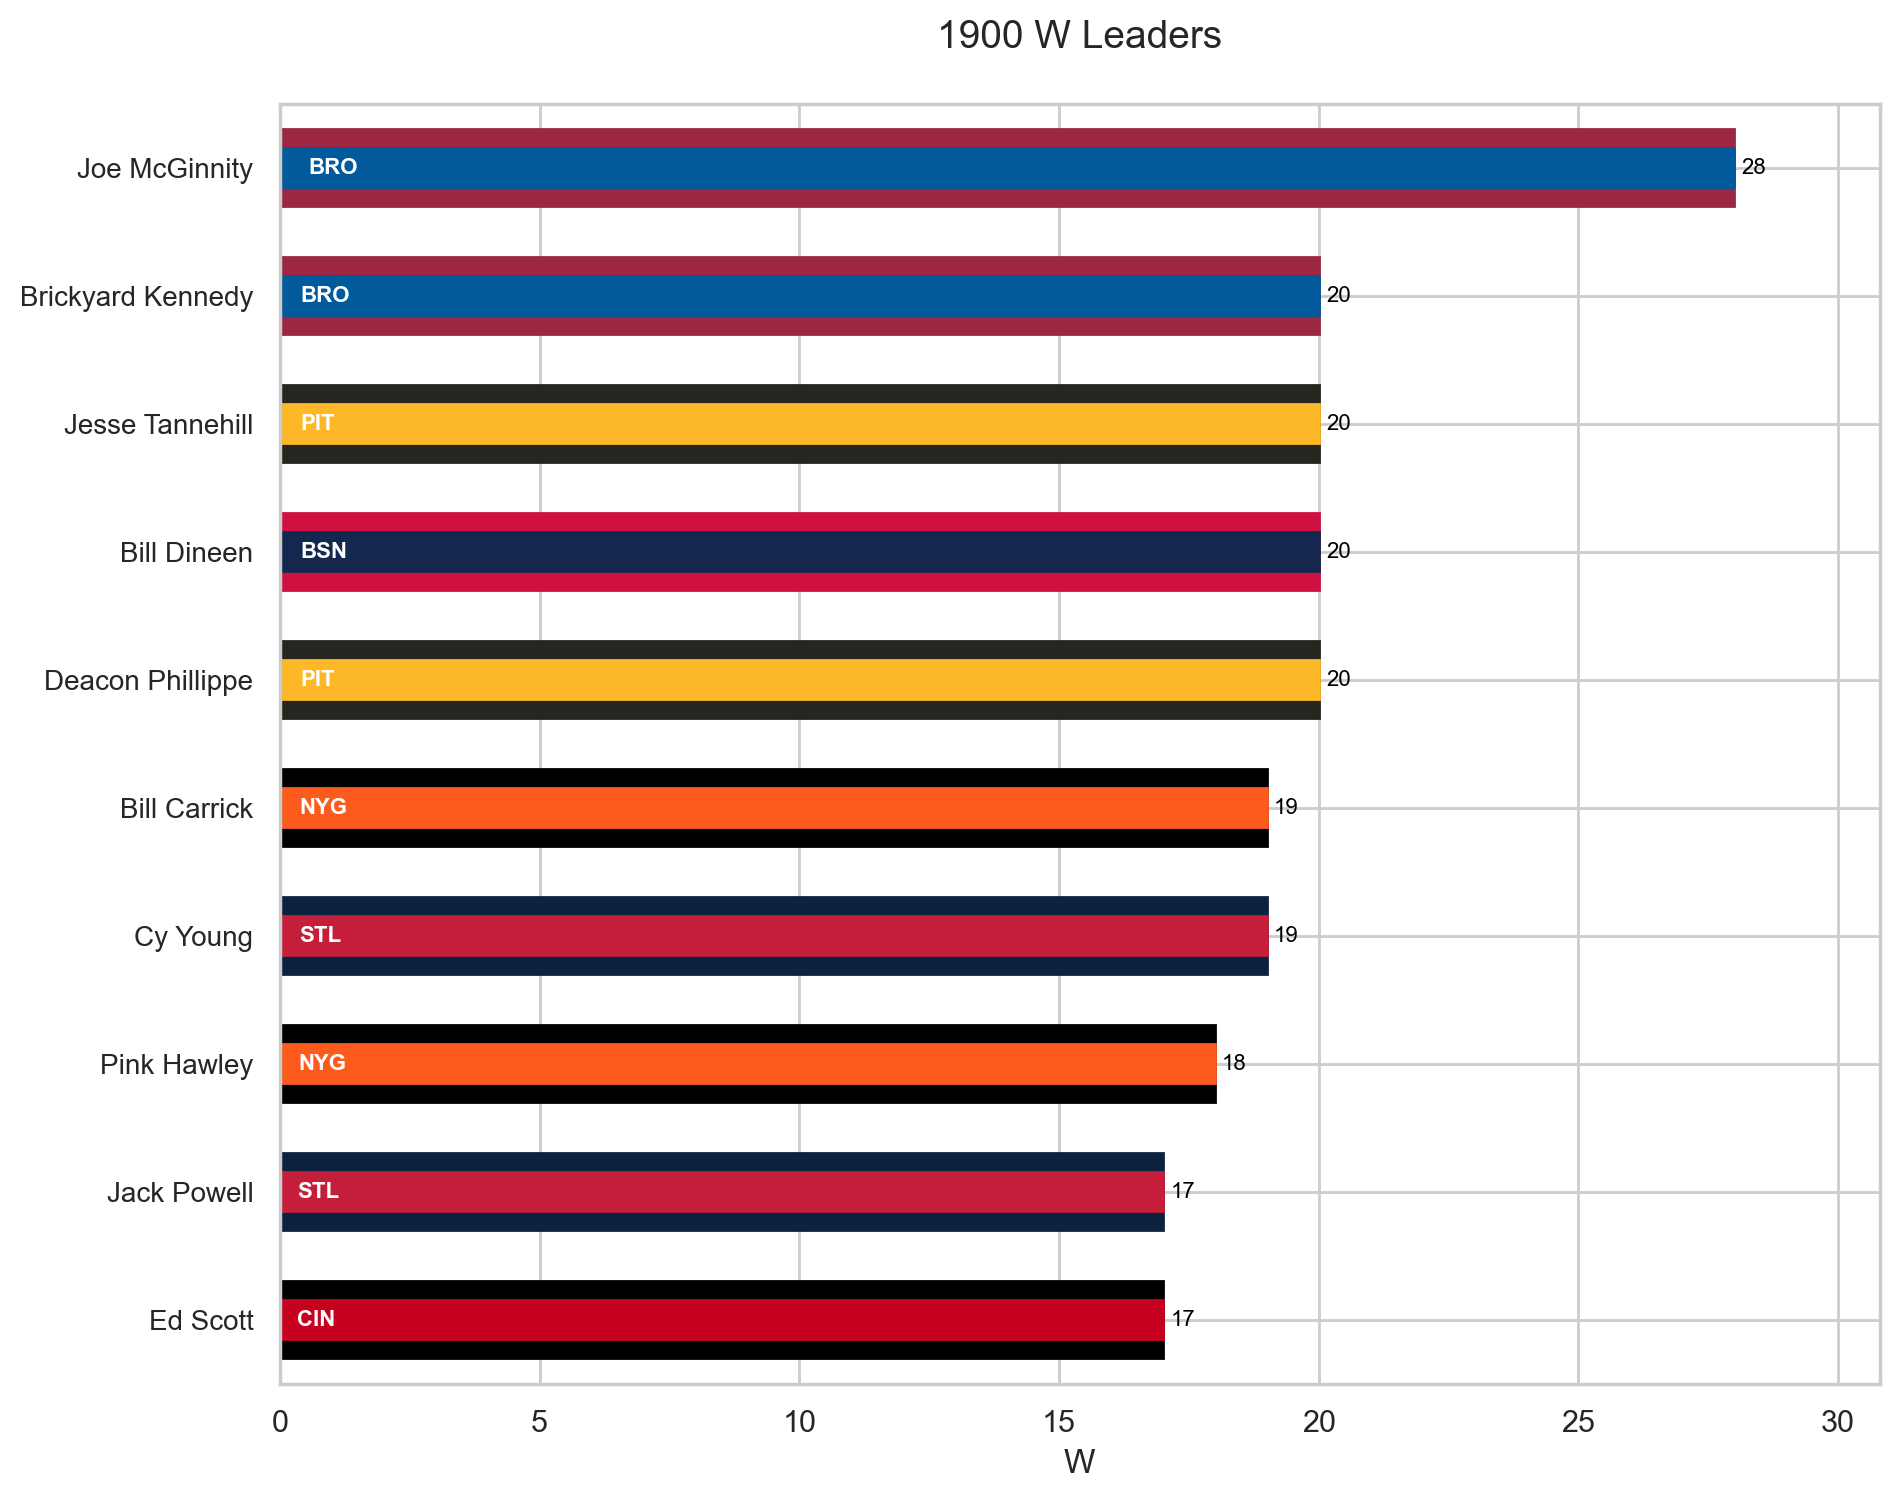 1900 W Leaders
Joe McGinnity BRO 28
Brickyard Kennedy BRO 20
Jesse Tannehill PIT 20
Bill Dineen BSN 20
Deacon Phillippe PIT 20
Bill Carrick NYG 19
Cy Young STL 19
Pink Hawley NYG 18
Jack Powell STL 17
Ed Scott CIN 17
0 5 10 15 20 25 30
W